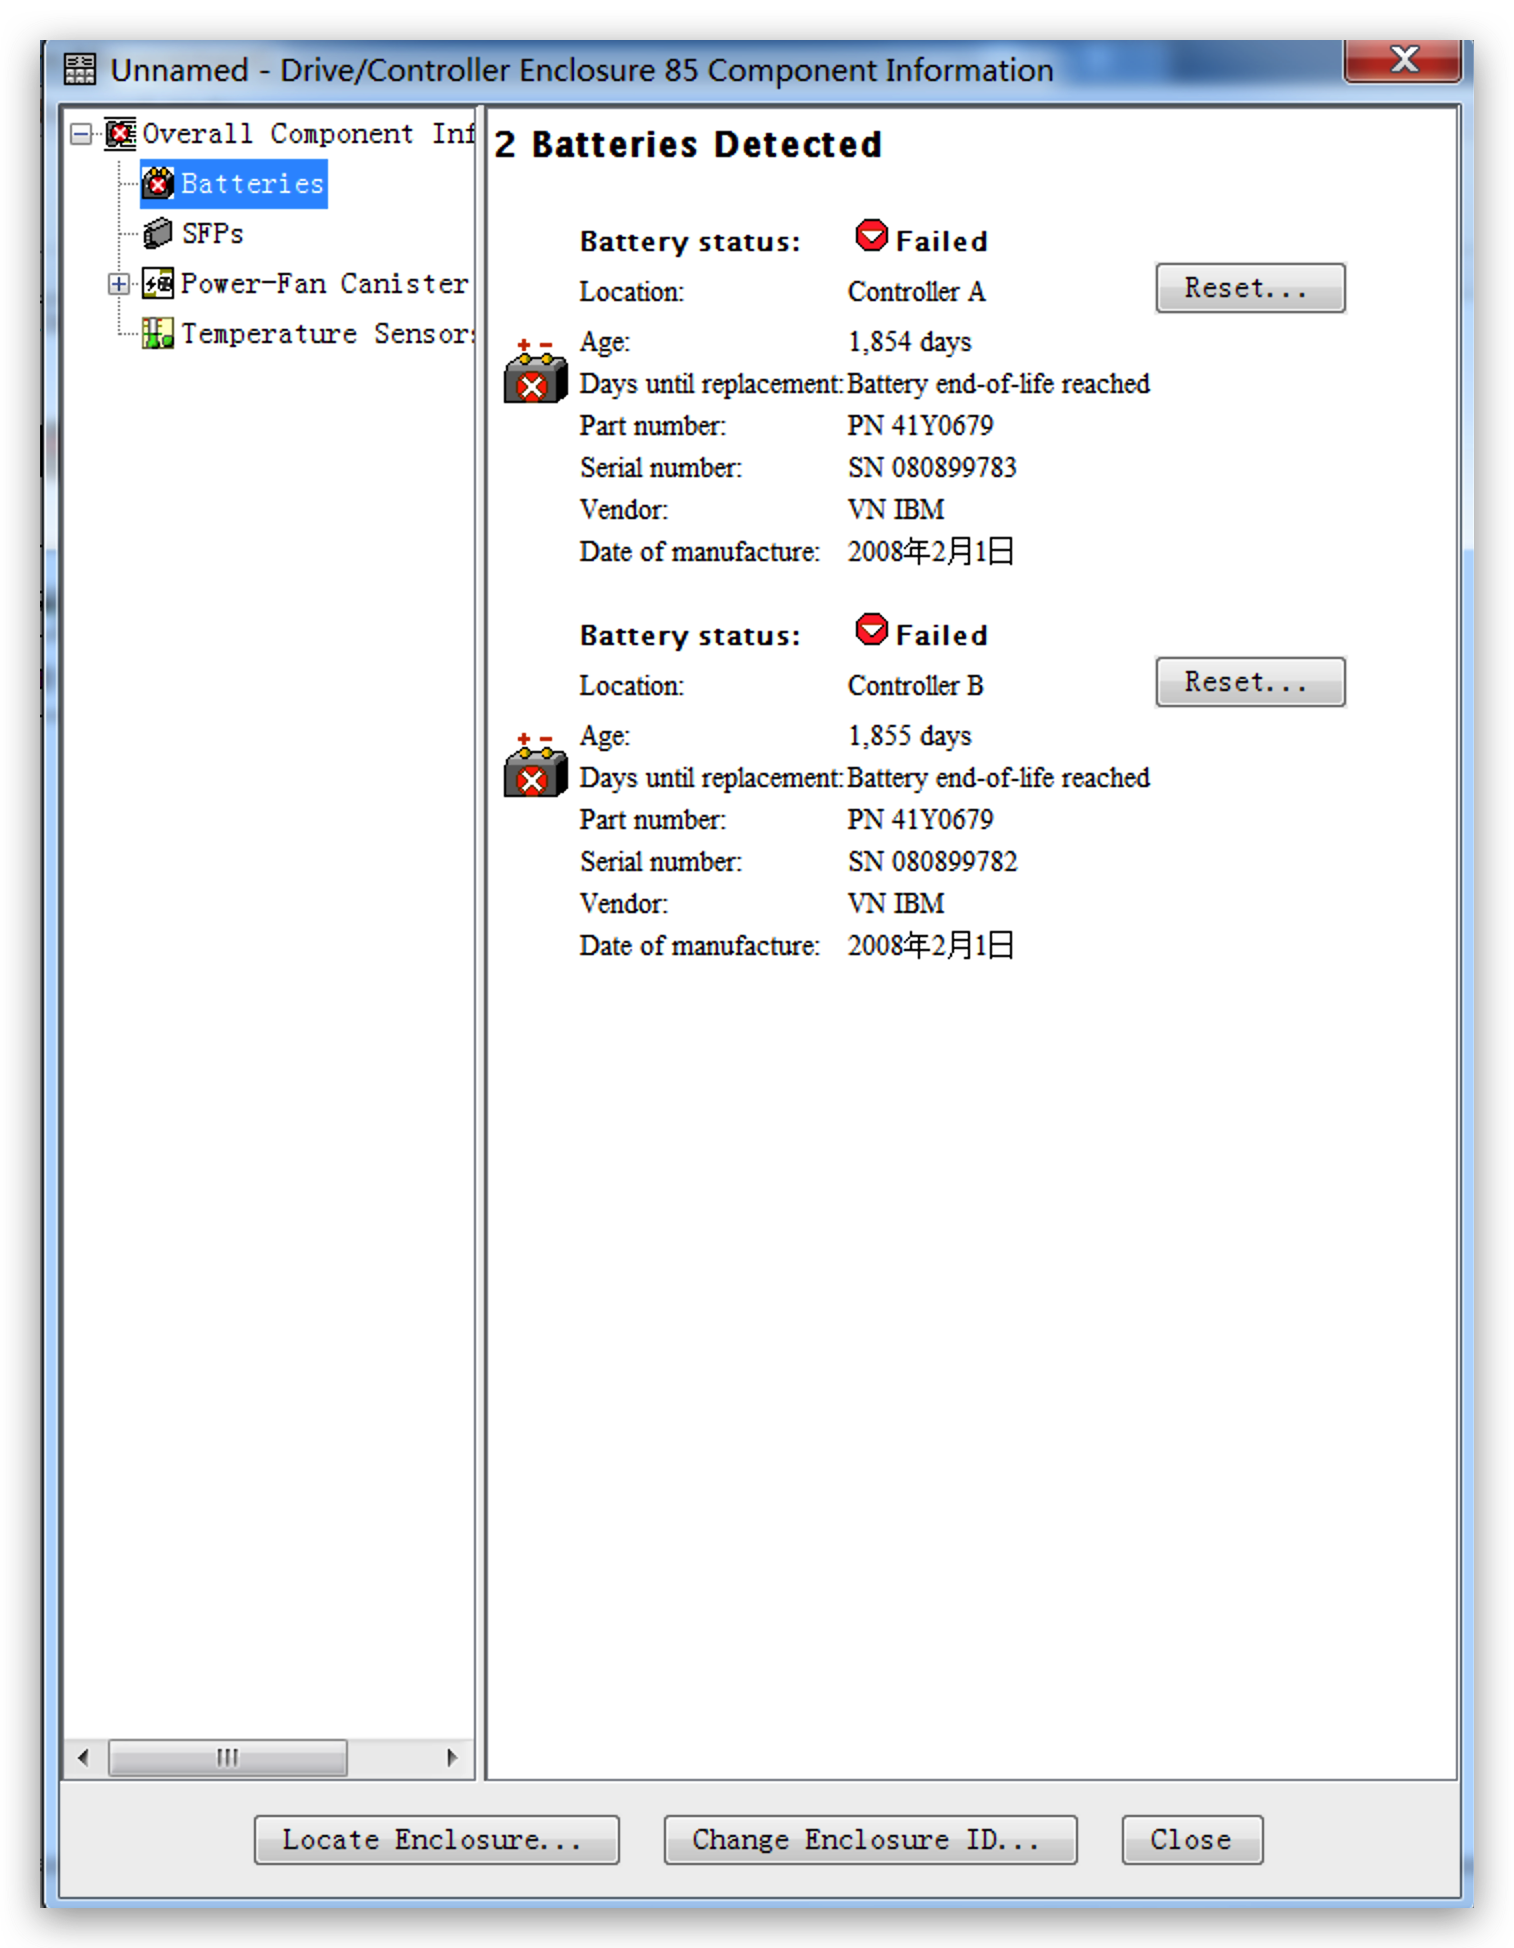 Unnamed - Drive/Controller Enclosure 85 Component Information
Overall Component Inf
Batteries
SFPs
Power-Fan Canister
Temperature Sensor
2 Batteries Detected
Battery status: Failed
Location: Controller A Reset...
Age: 1,854 days
Days until replacement: Battery end-of-life reached
Part number: PN 41Y0679
Serial number: SN 080899783
Vendor: VN IBM
Date of manufacture: 2008年2月1日
Battery status: Failed
Location: Controller B Reset...
Age: 1,855 days
Days until replacement: Battery end-of-life reached
Part number: PN 41Y0679
Serial number: SN 080899782
Vendor: VN IBM
Date of manufacture: 2008年2月1日
Locate Enclosure... Change Enclosure ID... Close